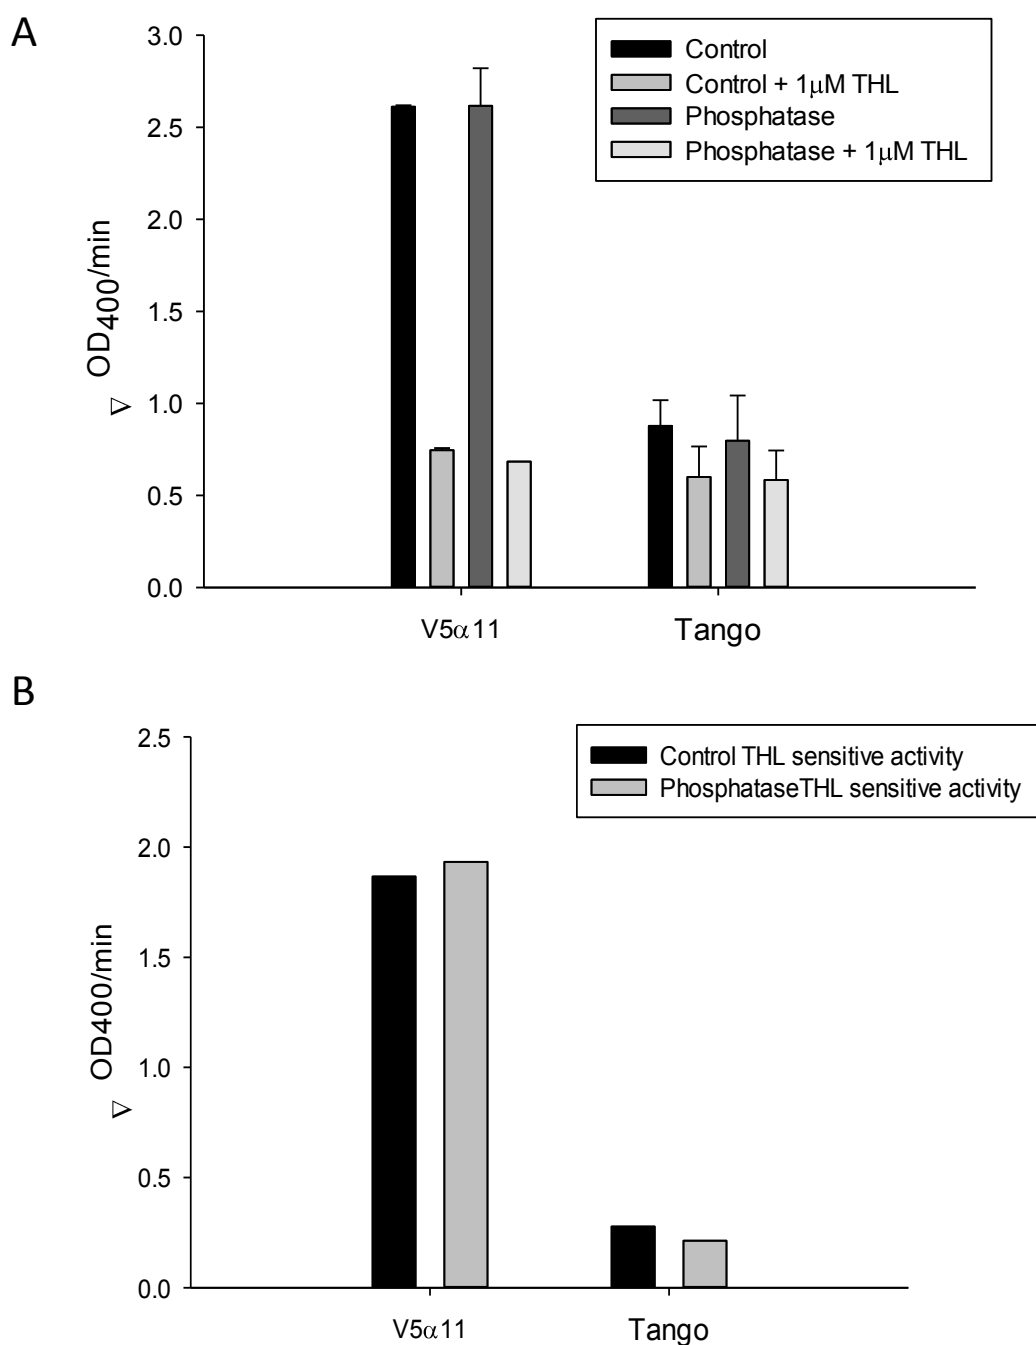 A
3.0
2.5
2.0
1.5
1.0
0.5
0.0
∇ OD400/min
Control
Control + 1μM THL
Phosphatase
Phosphatase + 1μM THL
V5α11
Tango
B
2.5
2.0
1.5
1.0
0.5
0.0
∇ OD400/min
Control THL sensitive activity
PhosphataseTHL sensitive activity
V5α11
Tango